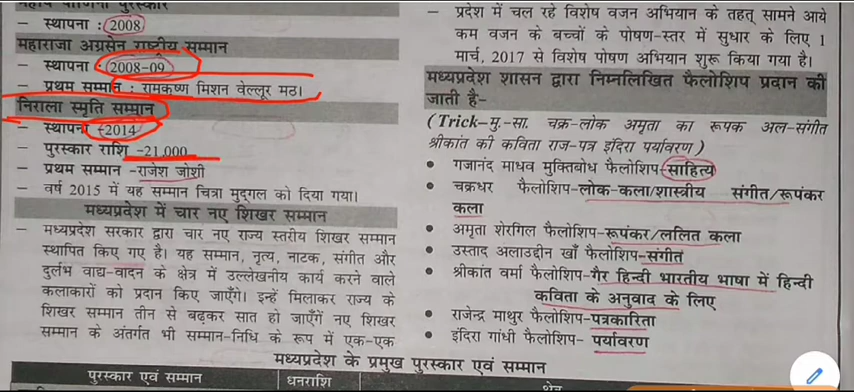 – स्थापना : 2008
महाराजा अग्रसेन राष्ट्रीय सम्मान
– स्थापना : 2008-09
– प्रथम सम्मान : रामकृष्ण मिशन वेल्लूर मठ।
निराला स्मृति सम्मान
– स्थापना –2014
– पुरस्कार राशि –21,000
– प्रथम सम्मान –राजेश जोशी
– वर्ष 2015 में यह सम्मान चित्रा मुद्गल को दिया गया।
मध्यप्रदेश में चार नए शिखर सम्मान
– मध्यप्रदेश सरकार द्वारा चार नए राज्य स्तरीय शिखर सम्मान
स्थापित किए गए है। यह सम्मान, नृत्य, नाटक, संगीत और
दुर्लभ वाद्य-वादन के क्षेत्र में उल्लेखनीय कार्य करने वाले
कलाकारों को प्रदान किए जाएँगे। इन्हें मिलाकर राज्य के
शिखर सम्मान तीन से बढ़कर सात हो जाएँगें नए शिखर
सम्मान के अंतर्गत भी सम्मान-निधि के रूप में एक-एक
– प्रदेश में चल रहे विशेष वजन अभियान के तहत् सामने आये
कम वजन के बच्चों के पोषण-स्तर में सुधार के लिए 1
मार्च, 2017 से विशेष पोषण अभियान शुरू किया गया है।
मध्यप्रदेश शासन द्वारा निम्नलिखित फैलोशिप प्रदान की
जाती है–
(Trick-मु.-सा. चक्र-लोक अमृता का रूपक अल-संगीत
श्रीकांत की कविता राज-पत्र इंदिरा पर्यावरण)
• गजानंद माधव मुक्तिबोध फैलोशिप–साहित्य
• चक्रधर फैलोशिप–लोक-कला/शास्त्रीय संगीत/रूपंकर
कला
• अमृता शेरगिल फैलोशिप–रूपंकर/ललित कला
• उस्ताद अलाउद्दीन खाँ फैलोशिप–संगीत
• श्रीकांत वर्मा फैलोशिप–गैर हिन्दी भारतीय भाषा में हिन्दी
कविता के अनुवाद के लिए
• राजेन्द्र माथुर फैलोशिप–पत्रकारिता
• इंदिरा गांधी फैलोशिप– पर्यावरण
मध्यप्रदेश के प्रमुख पुरस्कार एवं सम्मान
पुरस्कार एवं सम्मान धनराशि